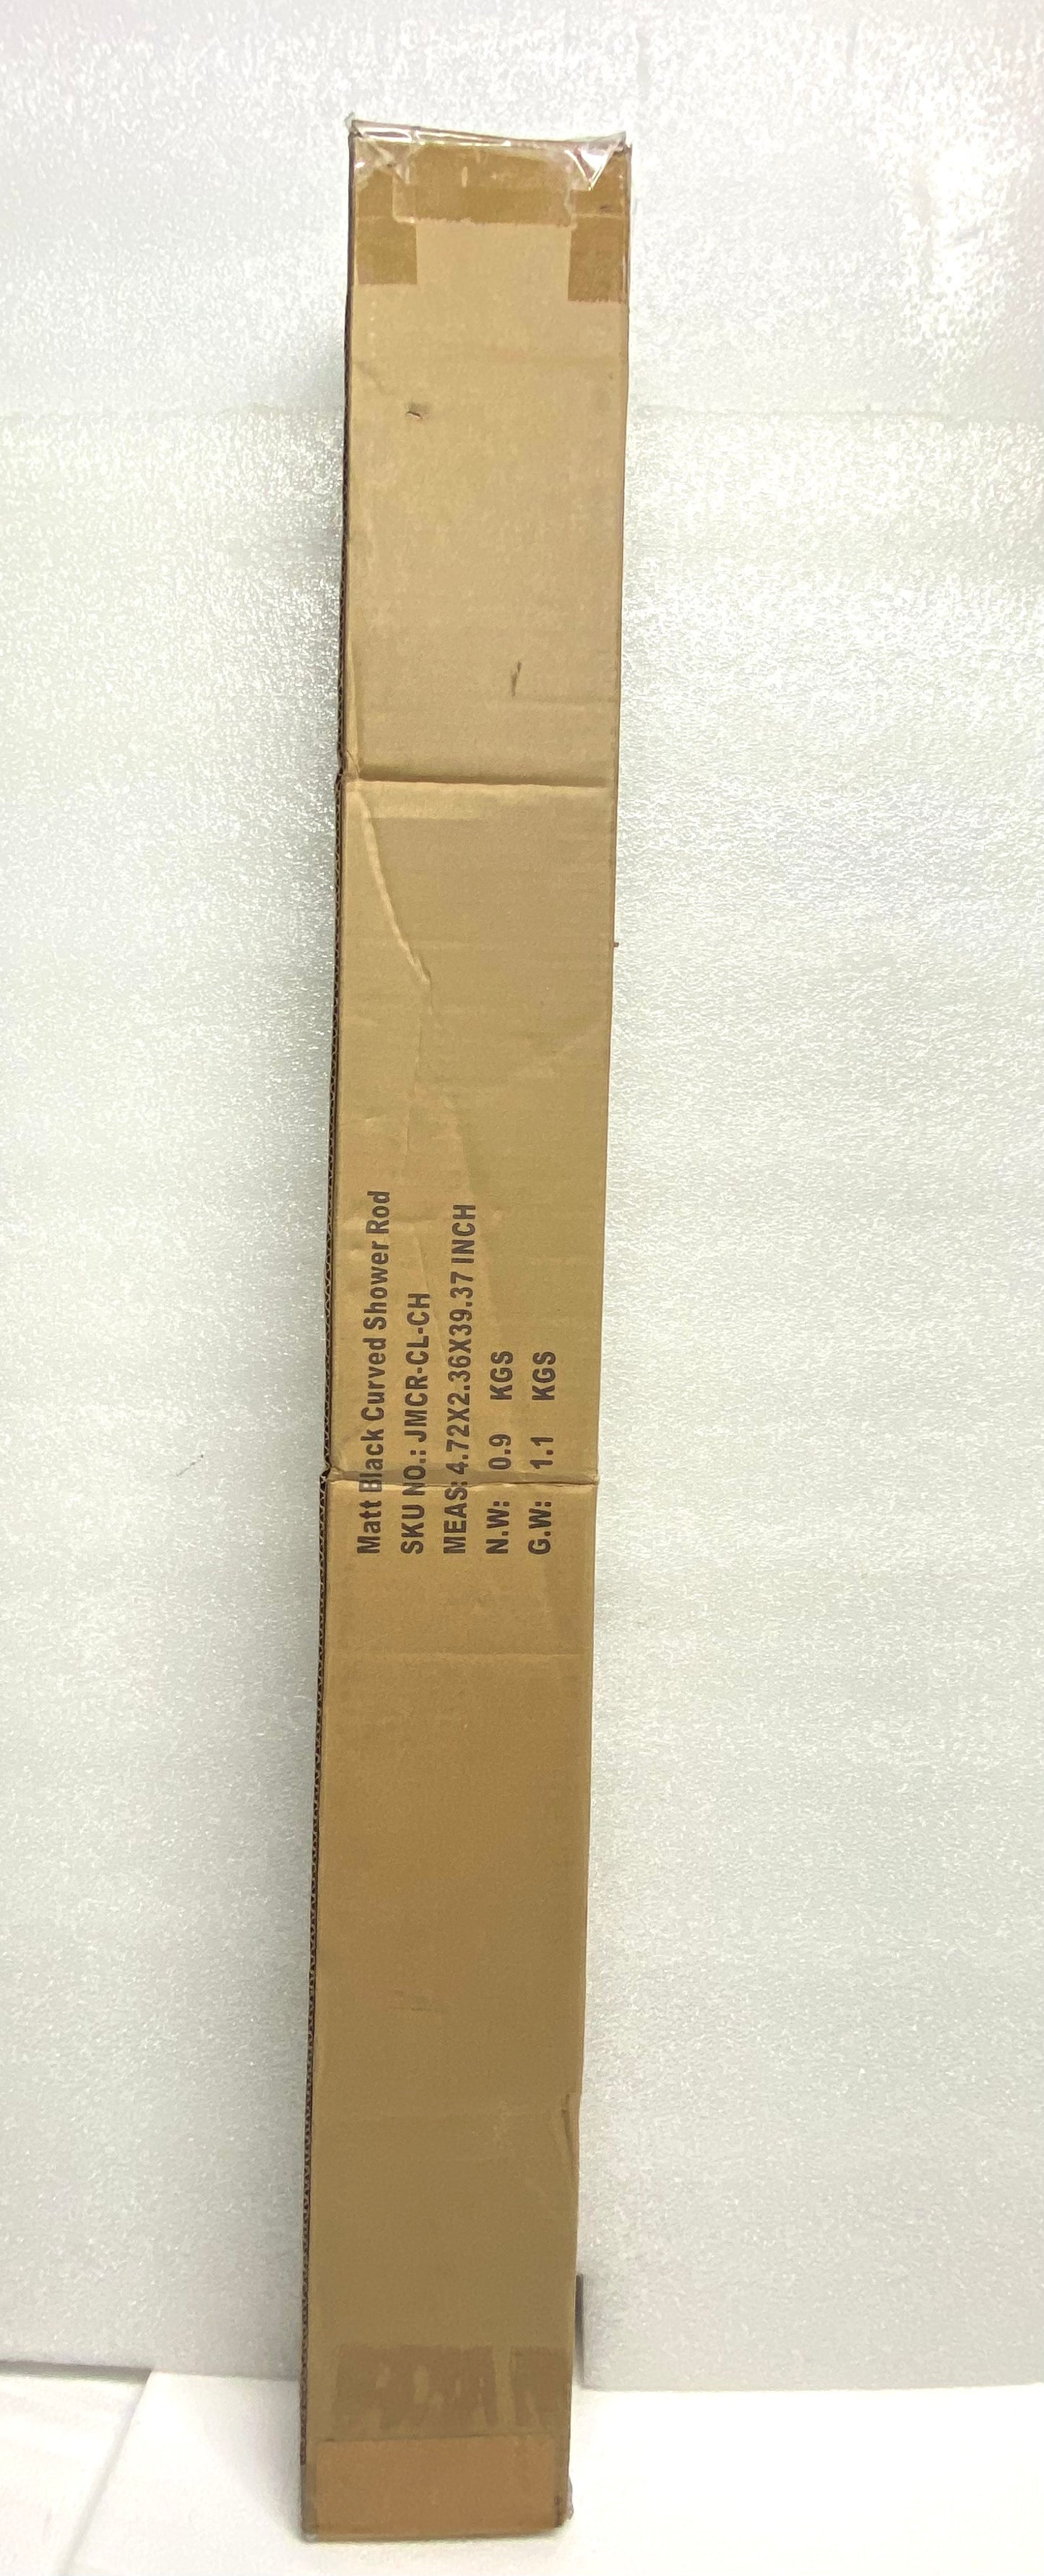 Matt Black Curved Shower Rod
SKU NO.: JMCR-CL-CH
MEAS: 4.72X2.36X39.37 INCH
N.W: 0.9 KGS
G.W: 1.1 KGS